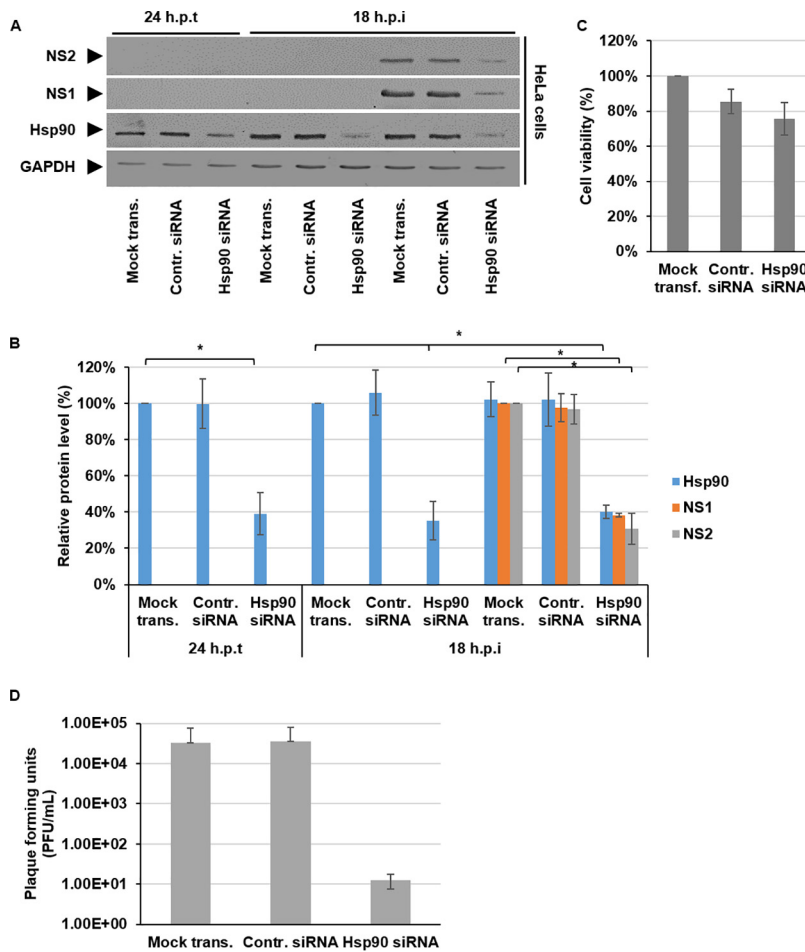 A
24 h.p.t
18 h.p.i
NS2
NS1
Hsp90
GAPDH
HeLa cells
Mock trans.
Contr. siRNA
Hsp90 siRNA
Mock trans.
Contr. siRNA
Hsp90 siRNA
Mock trans.
Contr. siRNA
Hsp90 siRNA
C
Cell viability (%)
120%
100%
80%
60%
40%
20%
0%
Mock transf.
Contr. siRNA
Hsp90 siRNA
B
Relative protein level (%)
120%
100%
80%
60%
40%
20%
0%
*
*
*
*
Mock trans.
Contr. siRNA
Hsp90 siRNA
Mock trans.
Contr. siRNA
Hsp90 siRNA
Mock trans.
Contr. siRNA
Hsp90 siRNA
24 h.p.t
18 h.p.i
Hsp90
NS1
NS2
D
Plaque forming units
(PFU/mL)
1.00E+05
1.00E+04
1.00E+03
1.00E+02
1.00E+01
1.00E+00
Mock trans.
Contr. siRNA
Hsp90 siRNA